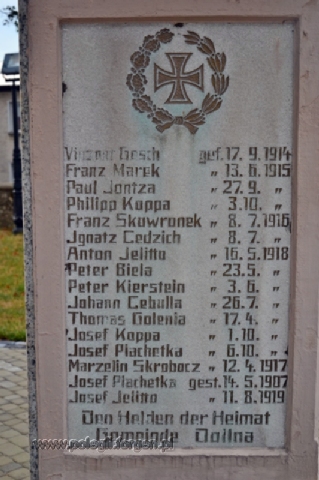 Vinzent Gesch gef. 17. 9. 1914
Franz Marek " 13. 6. 1915
Paul Jontza " 27. 9. "
Philipp Koppa " 3. 10. "
Franz Skowronek " 8. 7. 1916
Jgnatz Cedzich " 8. 7. "
Anton Jelitto " 16. 5. 1918
Peter Biela " 23. 5. "
Peter Kierstein " 3. 6. "
Johann Cebulla " 26. 7. "
Thomas Golenia " 17. 4. "
Josef Koppa " 1. 10. "
Josef Plachetka " 6. 10. "
Marzelin Skrobocz " 12. 4. 1917
Josef Plachetka gest. 14. 5. 1907
Josef Jelitto " 11. 8. 1919
Den Helden der Heimat
Gemeinde Dollna